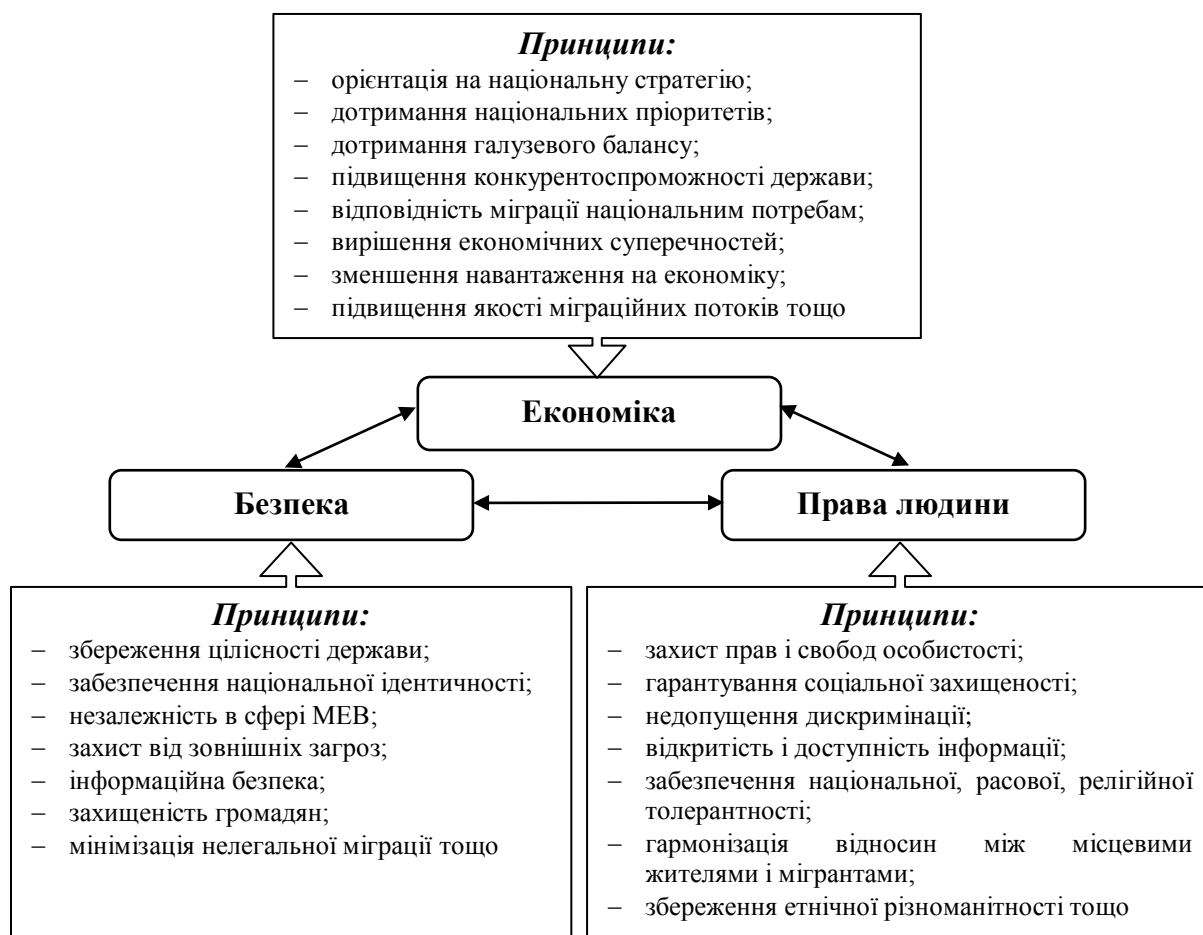 Принципи:
– орієнтація на національну стратегію;
– дотримання національних пріоритетів;
– дотримання галузевого балансу;
– підвищення конкурентоспроможності держави;
– відповідність міграції національним потребам;
– вирішення економічних суперечностей;
– зменшення навантаження на економіку;
– підвищення якості міграційних потоків тощо
Економіка
Безпека
Права людини
Принципи:
– збереження цілісності держави;
– забезпечення національної ідентичності;
– незалежність в сфері МЕВ;
– захист від зовнішніх загроз;
– інформаційна безпека;
– захищеність громадян;
– мінімізація нелегальної міграції тощо
Принципи:
– захист прав і свобод особистості;
– гарантування соціальної захищеності;
– недопущення дискримінації;
– відкритість і доступність інформації;
– забезпечення національної, расової, релігійної
толерантності;
– гармонізація відносин між місцевими
жителями і мігрантами;
– збереження етнічної різноманітності тощо